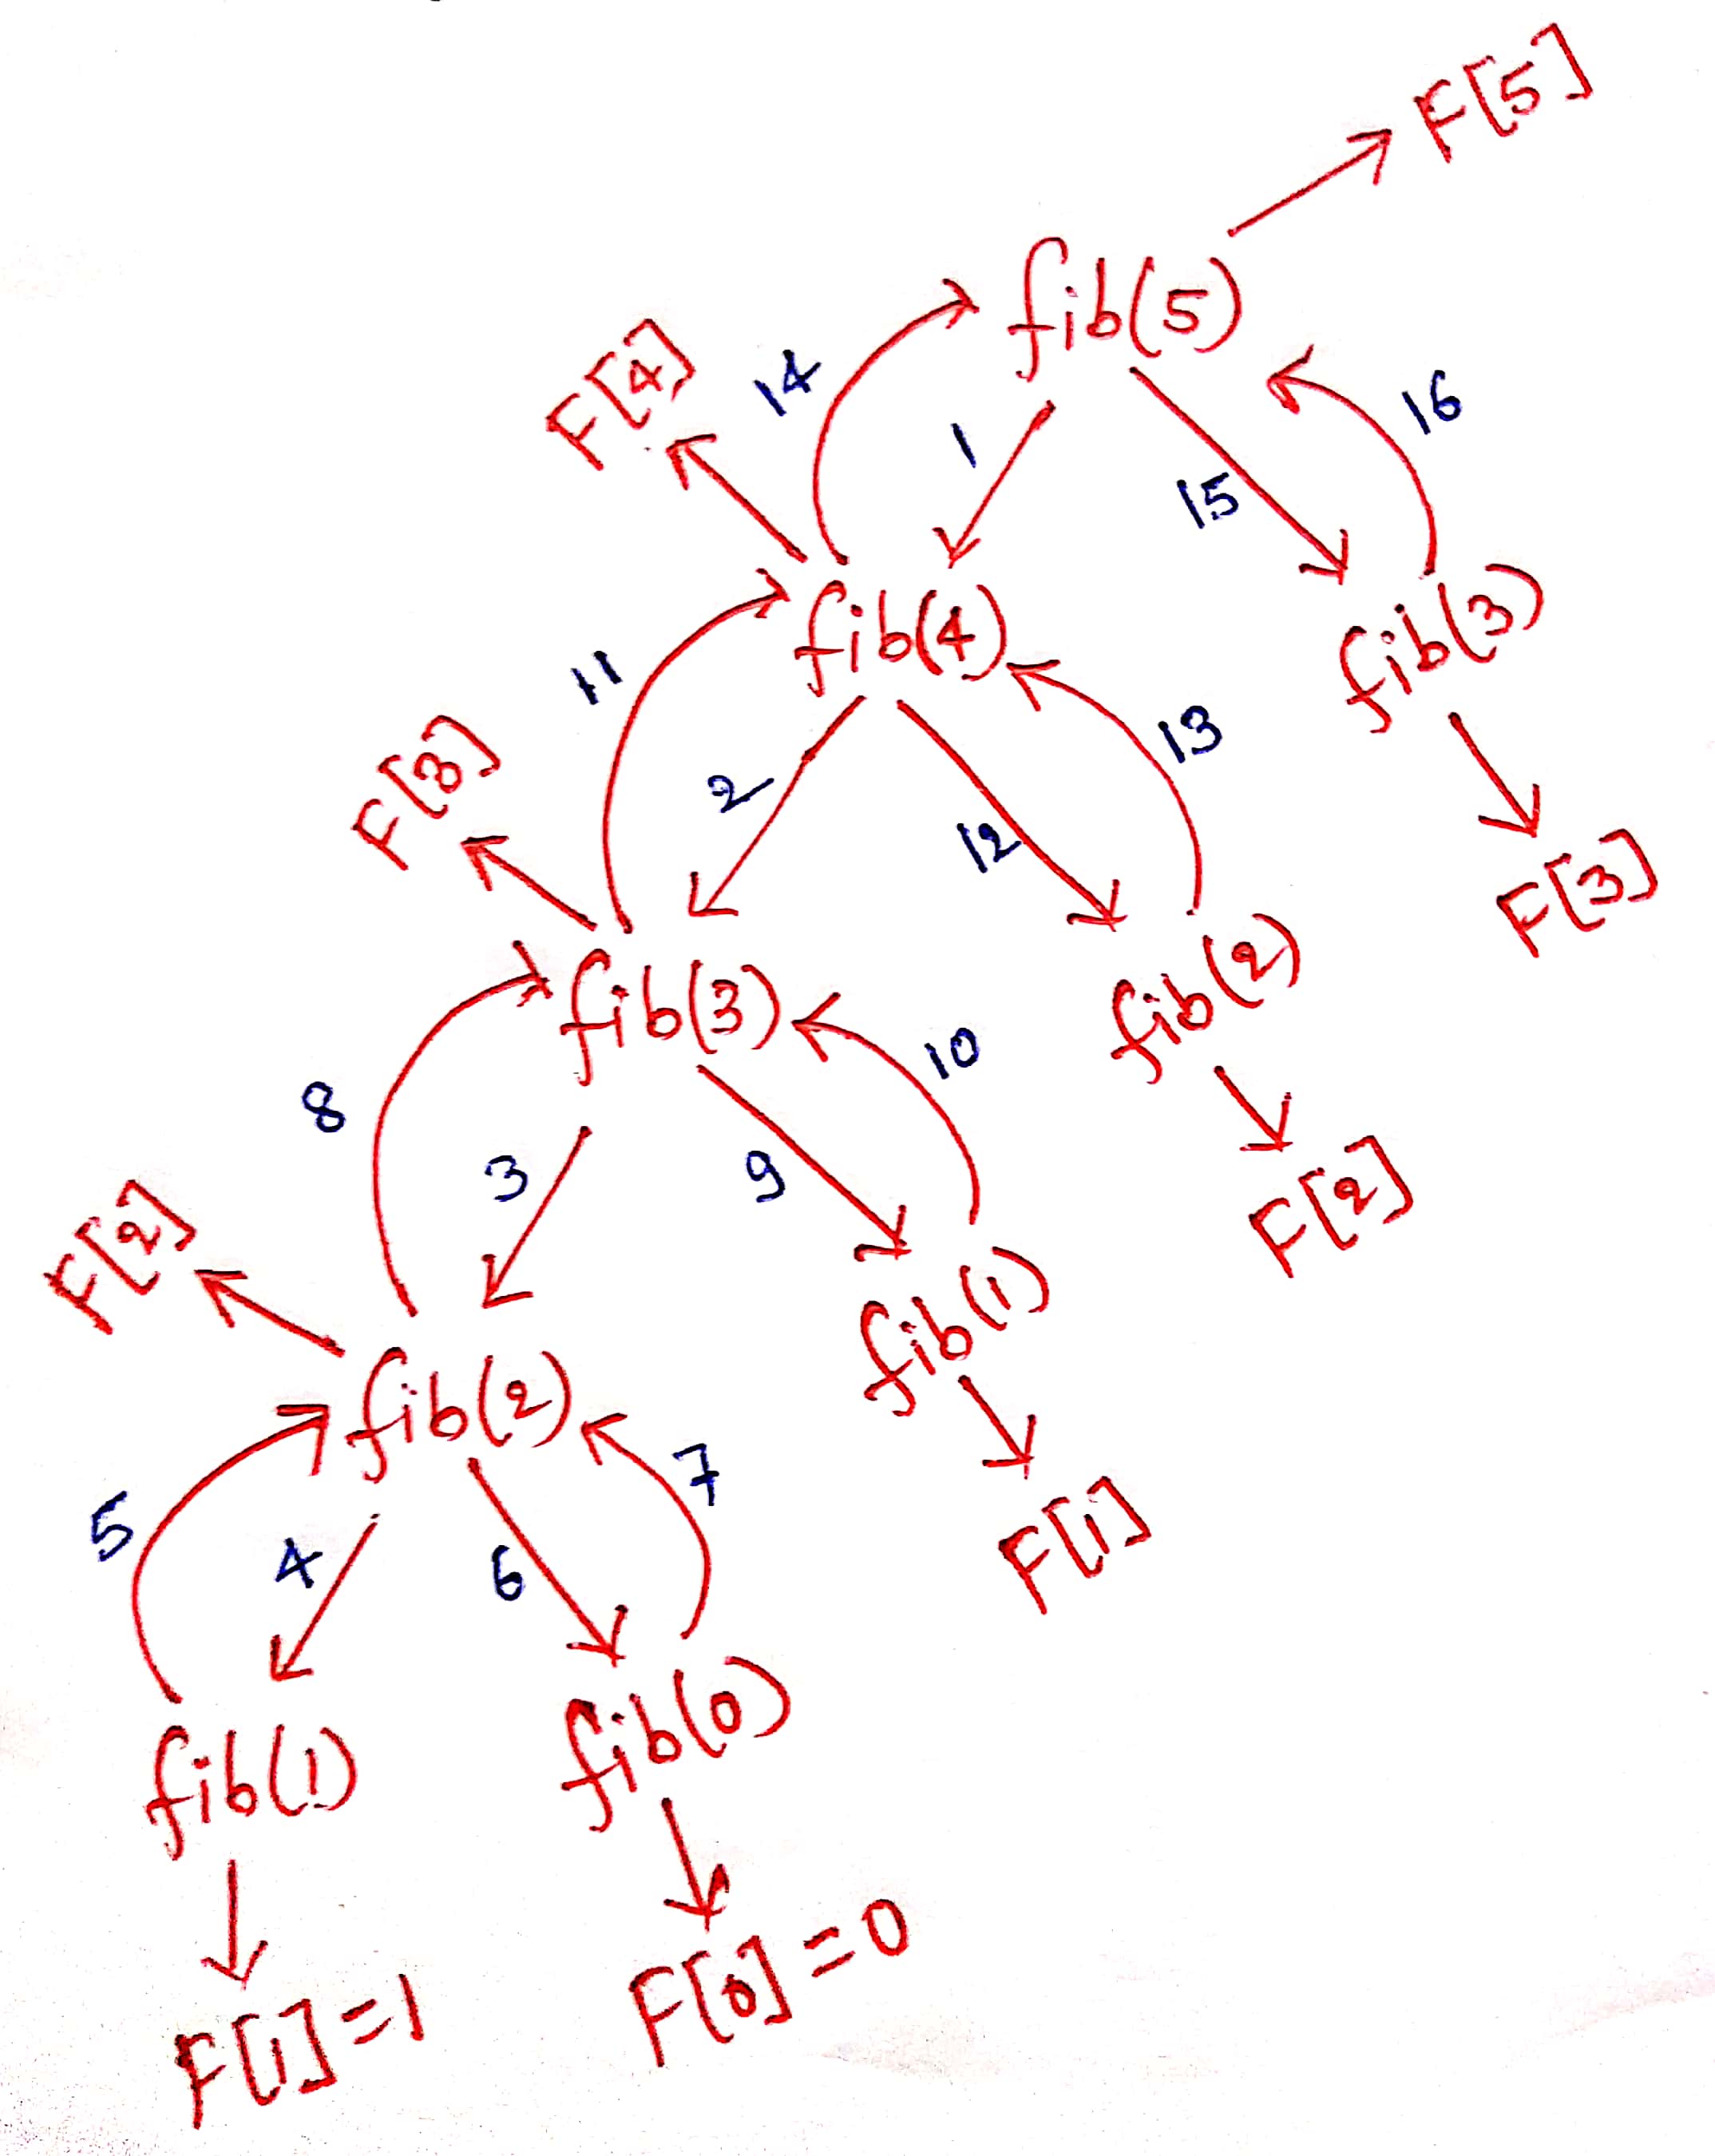 F[5]
fib(5)
14
F[4]
1
16
15
fib(4)
fib(3)
11
13
F[3]
2
12
F[3]
fib(3)
fib(2)
10
8
3
9
F[2]
F[2]
fib(1)
fib(2)
7
5
4
6
F[1]
fib(0)
fib(1)
F[0]=0
F[1]=1